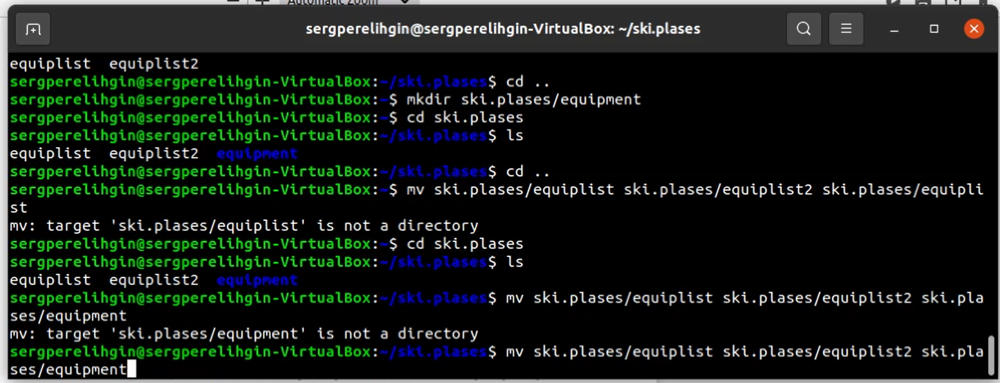 Automatic Zoom
sergperelihgin@sergperelihgin-VirtualBox: ~/ski.plases
equiplist  equiplist2
sergperelihgin@sergperelihgin-VirtualBox:~/ski.plases$ cd ..
sergperelihgin@sergperelihgin-VirtualBox:~$ mkdir ski.plases/equipment
sergperelihgin@sergperelihgin-VirtualBox:~$ cd ski.plases
sergperelihgin@sergperelihgin-VirtualBox:~/ski.plases$ ls
equiplist  equiplist2  equipment
sergperelihgin@sergperelihgin-VirtualBox:~/ski.plases$ cd ..
sergperelihgin@sergperelihgin-VirtualBox:~$ mv ski.plases/equiplist ski.plases/equiplist2 ski.plases/equipli
st
mv: target 'ski.plases/equiplist' is not a directory
sergperelihgin@sergperelihgin-VirtualBox:~$ cd ski.plases
sergperelihgin@sergperelihgin-VirtualBox:~/ski.plases$ ls
equiplist  equiplist2  equipment
sergperelihgin@sergperelihgin-VirtualBox:~/ski.plases$ mv ski.plases/equiplist ski.plases/equiplist2 ski.pla
ses/equipment
mv: target 'ski.plases/equipment' is not a directory
sergperelihgin@sergperelihgin-VirtualBox:~/ski.plases$ mv ski.plases/equiplist ski.plases/equiplist2 ski.pla
ses/equipment